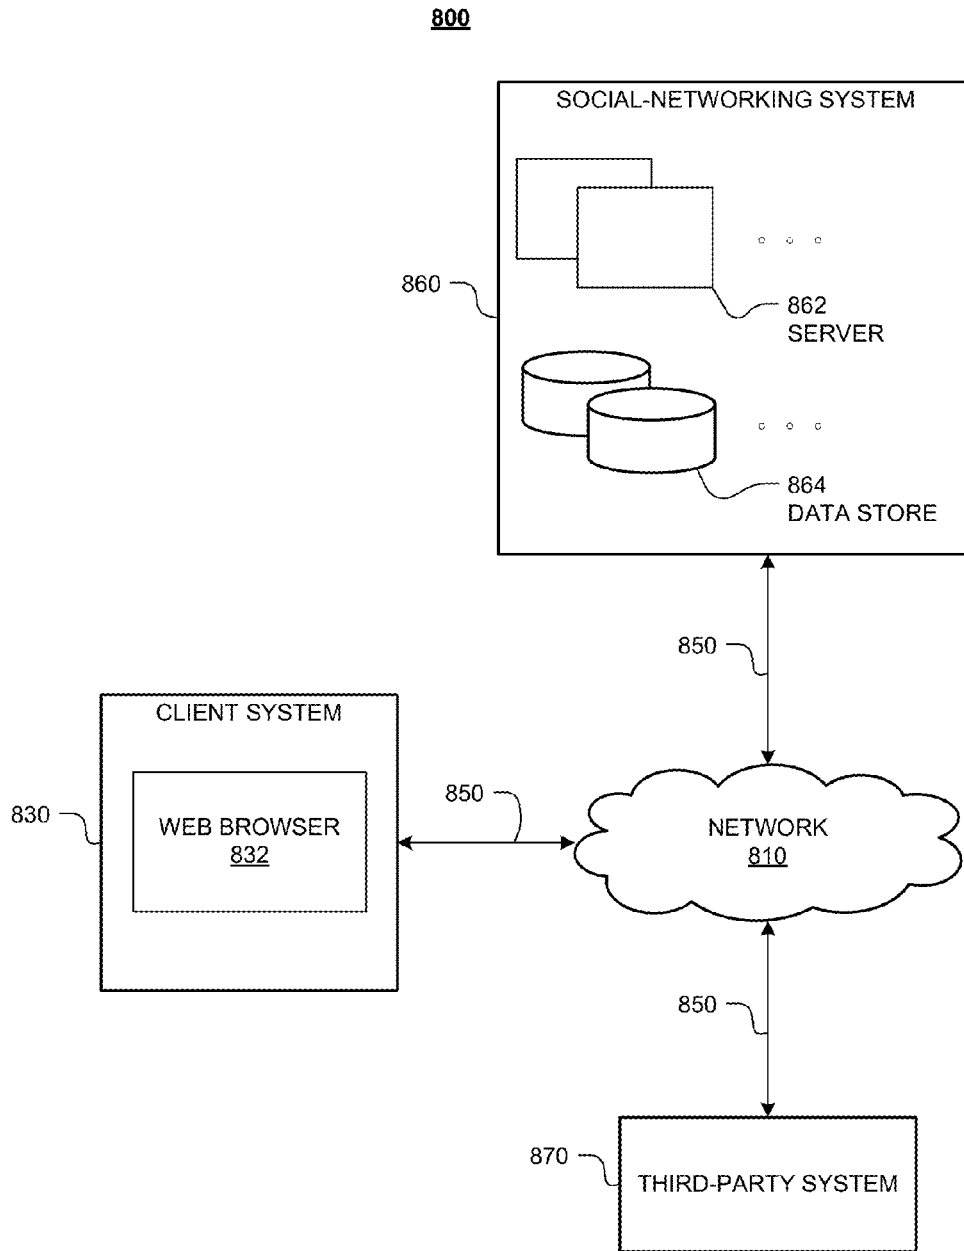 800
SOCIAL-NETWORKING SYSTEM
860
862
SERVER
864
DATA STORE
850
CLIENT SYSTEM
830
WEB BROWSER
832
850
NETWORK
810
850
870
THIRD-PARTY SYSTEM